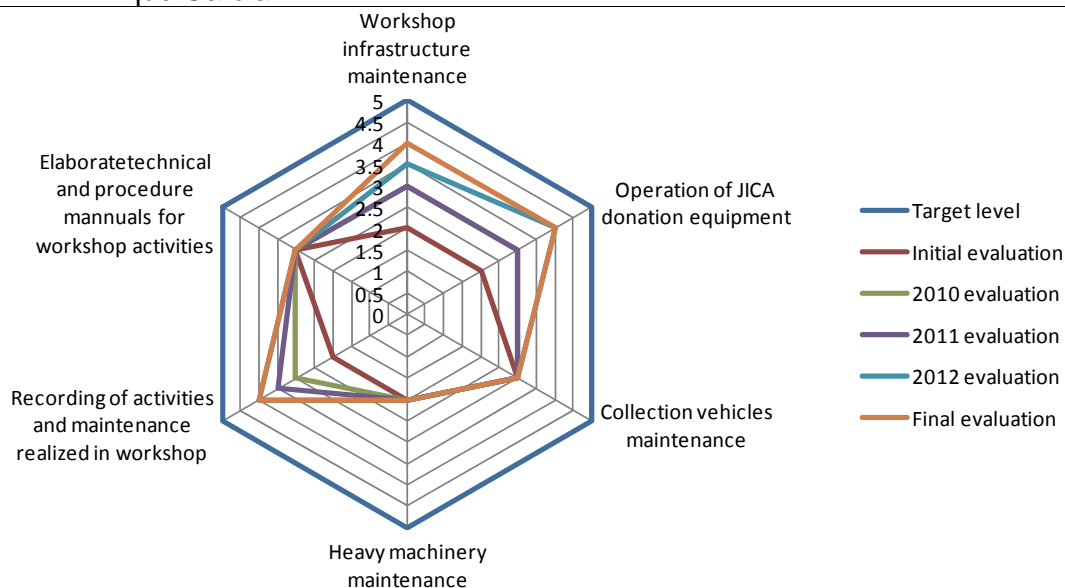 Workshop
infrastructure
maintenance
5
4.5
4
3.5
3
2.5
2
1.5
1
0.5
0
Operation of JICA
donation equipment
Collection vehicles
maintenance
Heavy machinery
maintenance
Recording of activities
and maintenance
realized in workshop
Elaboratetechnical
and procedure
mannuals for
workshop activities
Target level
Initial evaluation
2010 evaluation
2011 evaluation
2012 evaluation
Final evaluation